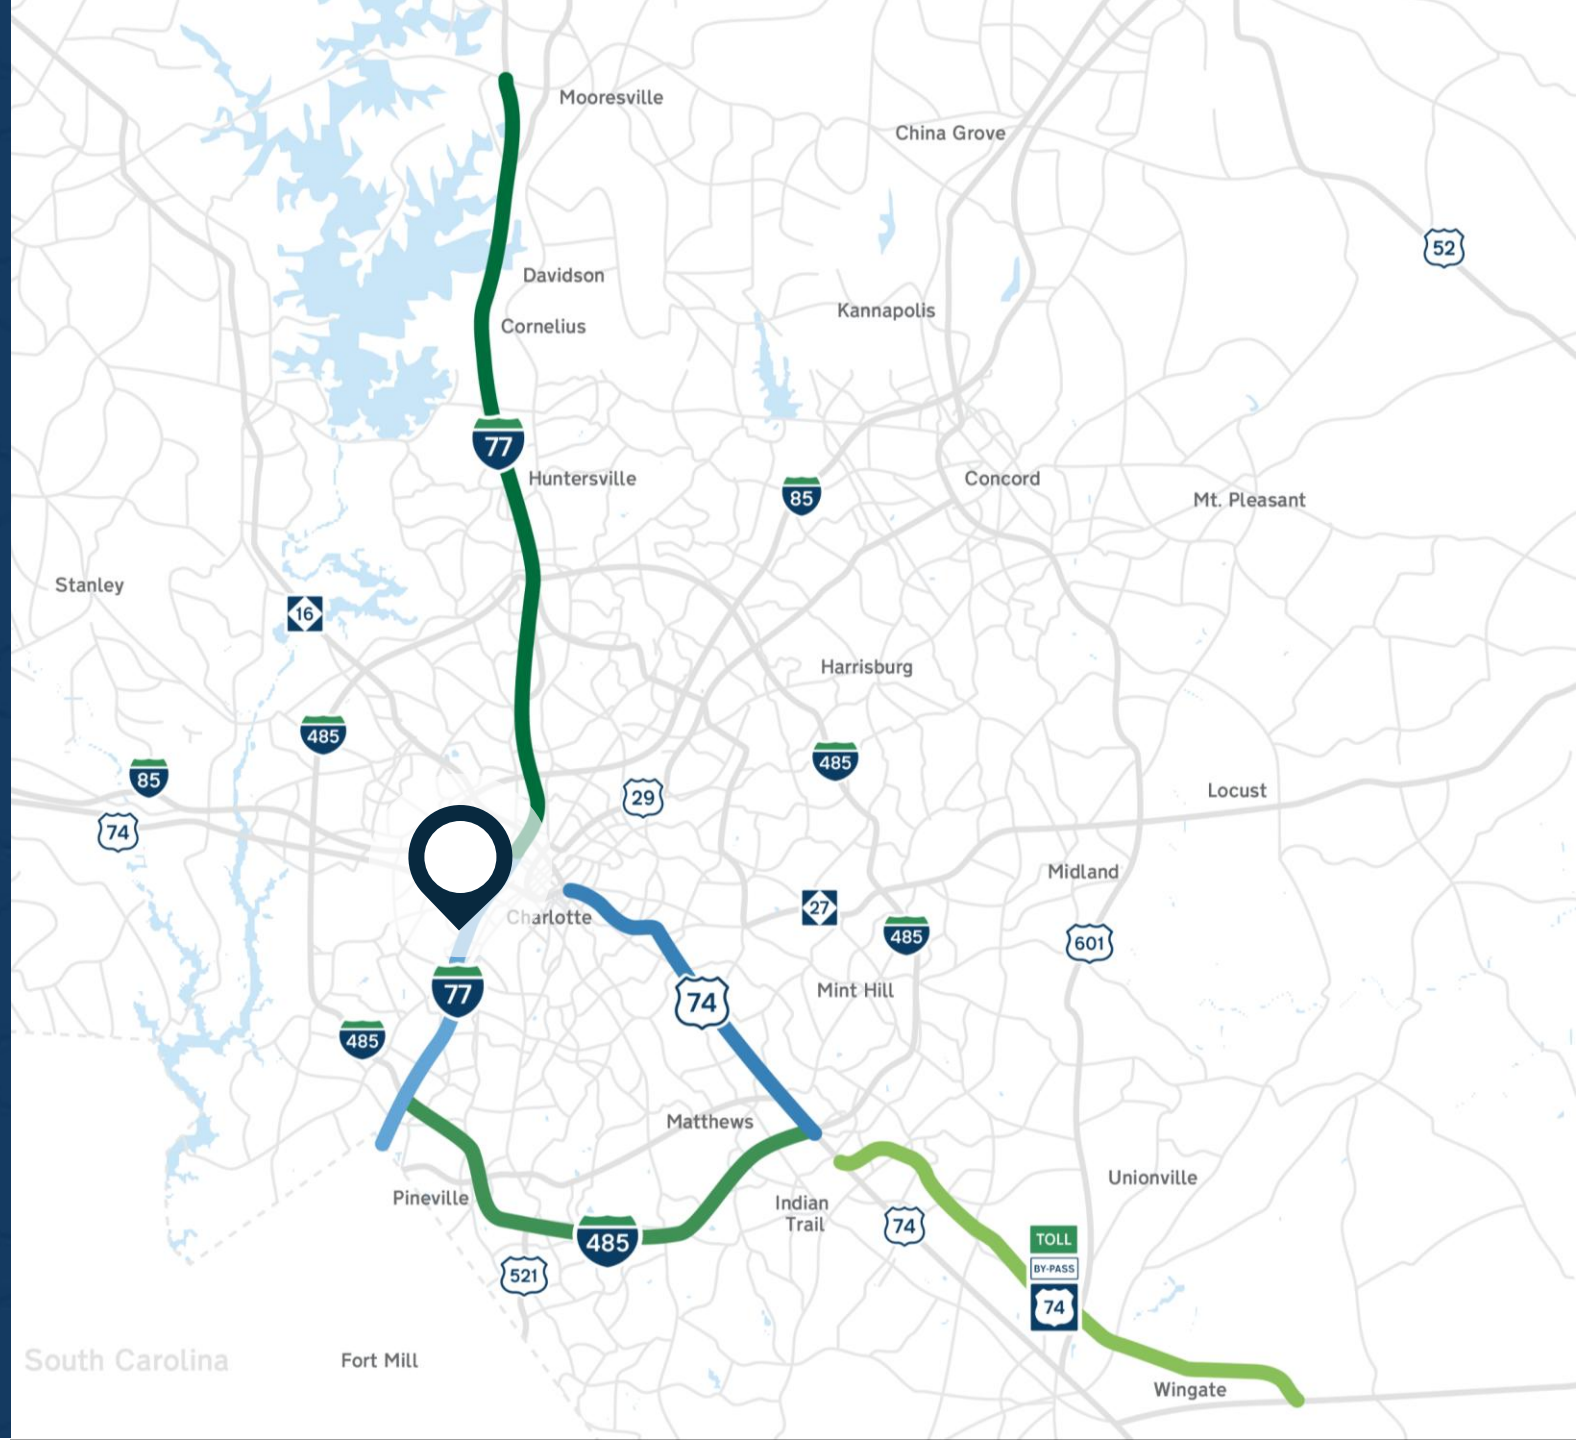 Mooresville
China Grove
52
Davidson
Kannapolis
Cornelius
77
Huntersville
85
Concord
Mt. Pleasant
Stanley
16
Harrisburg
485
485
85
29
Locust
74
Midland
27
Charlotte
485
601
77
74
Mint Hill
485
Matthews
Unionville
Pineville
Indian
Trail
74
485
TOLL
BY-PASS
74
521
South Carolina
Fort Mill
Wingate